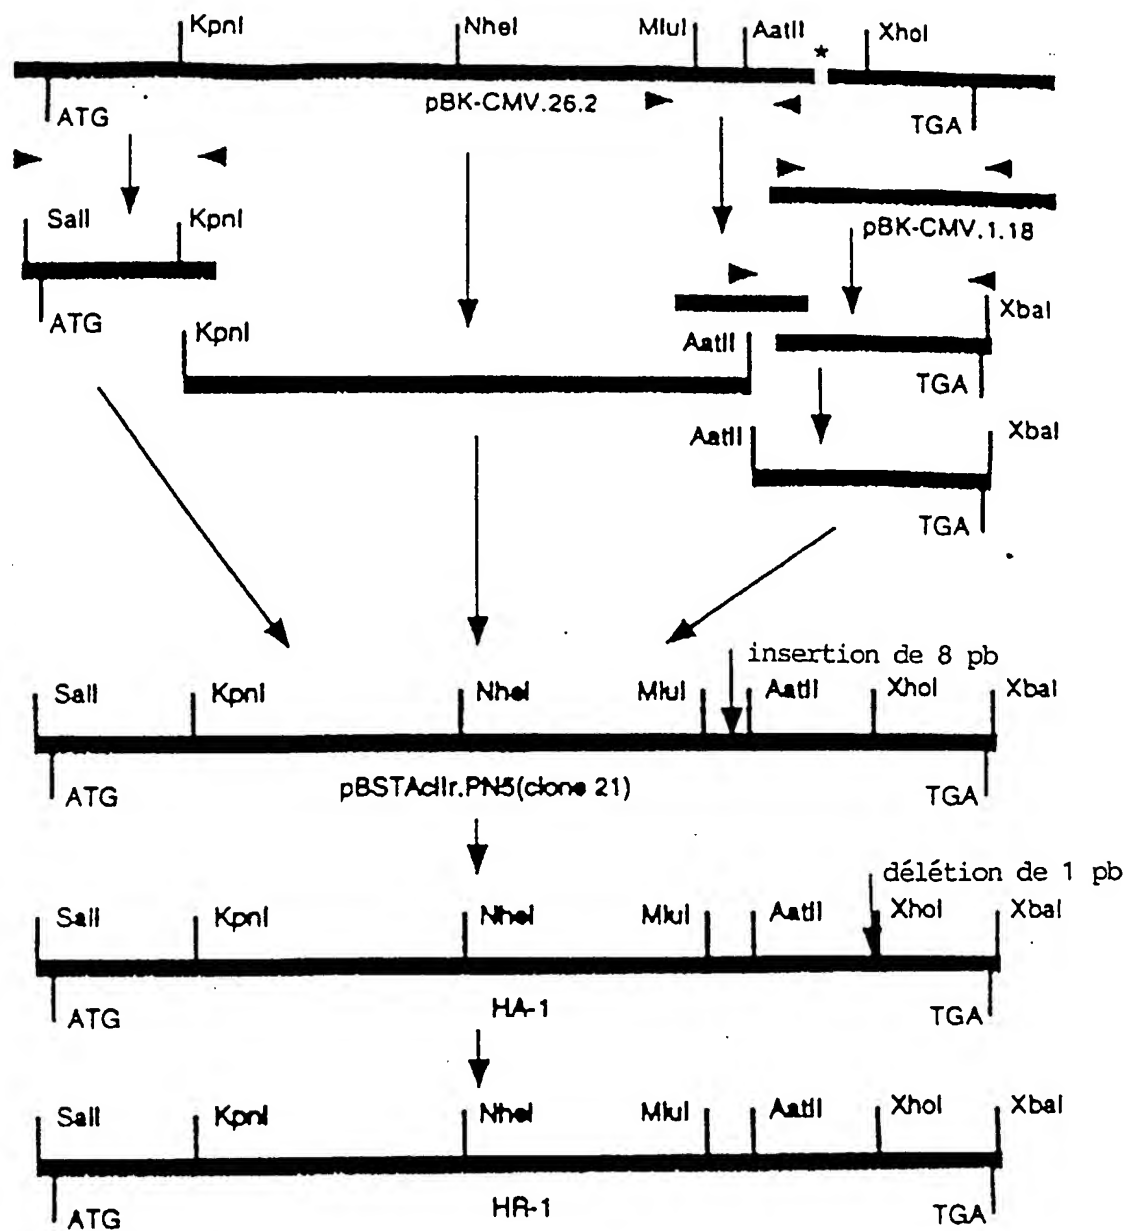 KpnI NheI MluI AatII * XhoI
ATG pBK-CMV.26.2 TGA
SalI KpnI pBK-CMV.1.18
ATG KpnI AatII XbaI
TGA
AatII XbaI
TGA
insertion de 8 pb
SalI KpnI NheI MluI AatII XhoI XbaI
ATG pBSTAcIIr.PN5(clone 21) TGA
délétion de 1 pb
SalI KpnI NheI MluI AatII XhoI XbaI
ATG HA-1 TGA
SalI KpnI NheI MluI AatII XhoI XbaI
ATG HR-1 TGA